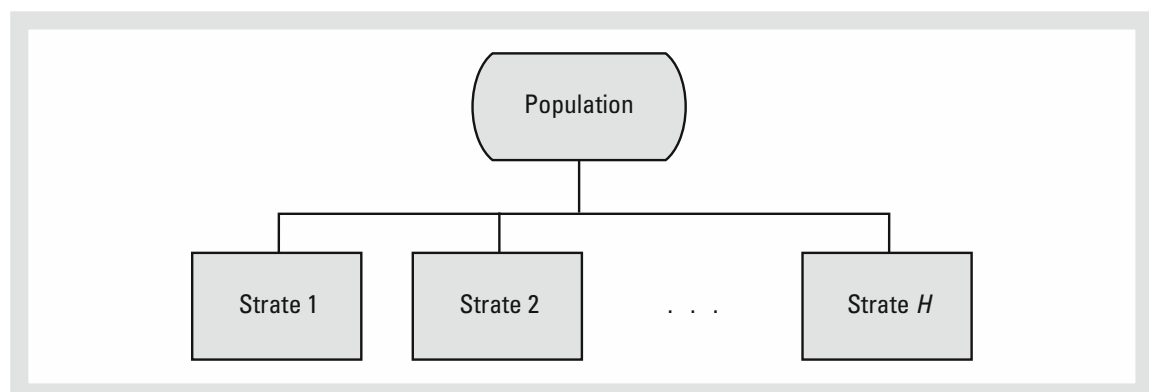 Population
Strate 1 Strate 2 . . . Strate H